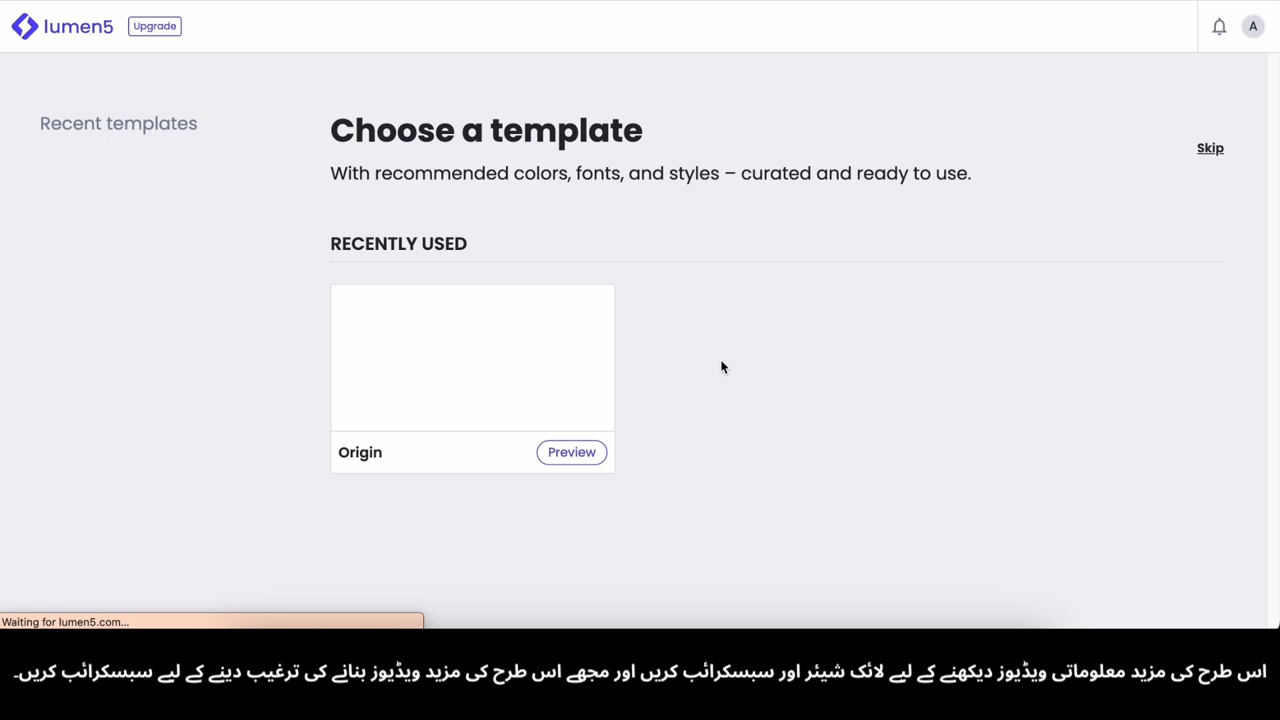 lumen5 Upgrade
A
Recent templates
Choose a template
Skip
With recommended colors, fonts, and styles – curated and ready to use.
RECENTLY USED
Origin Preview
Waiting for lumen5.com...
اس طرح کی مزید معلوماتی ویڈیوز دیکھنے کے لیے لائک شیئر اور سبسکرائب کریں اور مجھے اس طرح کی مزید ویڈیوز بنانے کی ترغیب دینے کے لیے سبسکرائب کریں۔